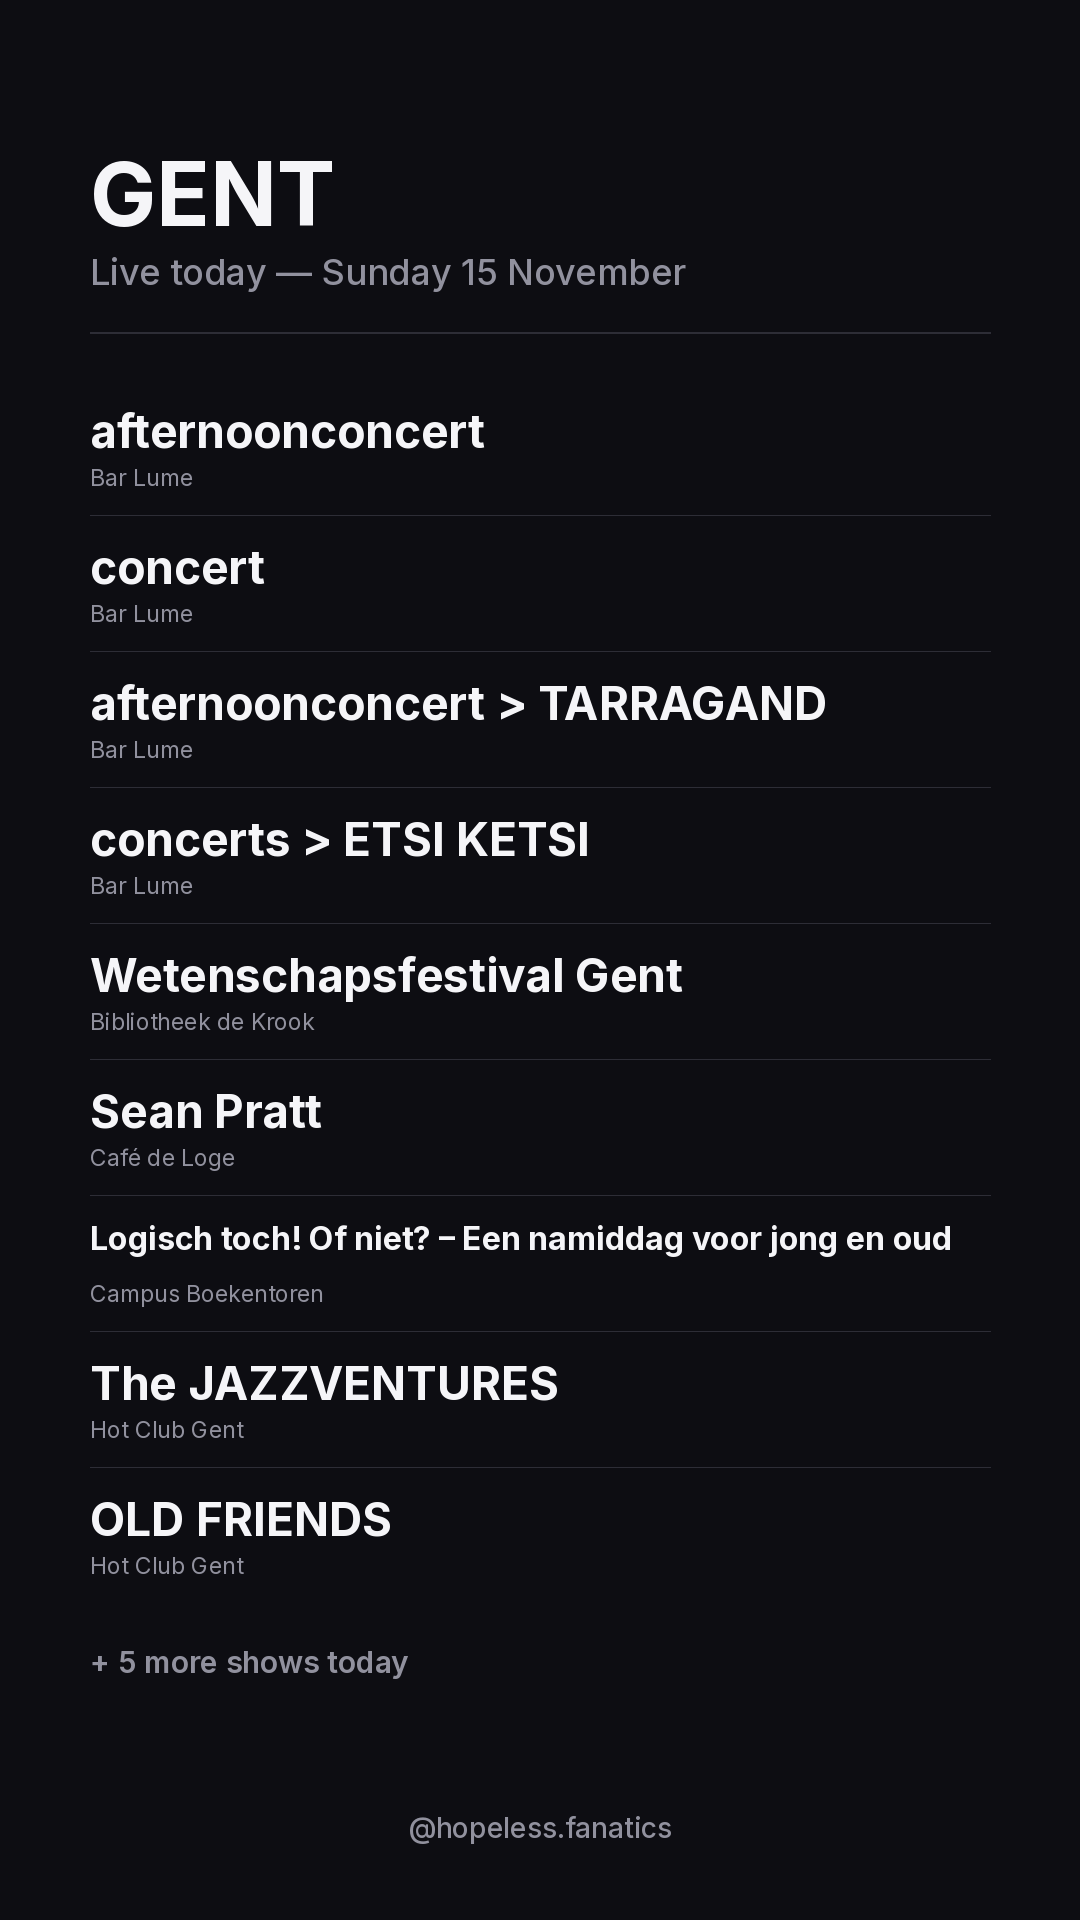 GENT
Live today — Sunday 15 November
afternoonconcert
Bar Lume
concert
Bar Lume
afternoonconcert > TARRAGAND
Bar Lume
concerts > ETSI KETSI
Bar Lume
Wetenschapsfestival Gent
Bibliotheek de Krook
Sean Pratt
Café de Loge
Logisch toch! Of niet? – Een namiddag voor jong en oud
Campus Boekentoren
The JAZZVENTURES
Hot Club Gent
OLD FRIENDS
Hot Club Gent
+ 5 more shows today
@hopeless.fanatics